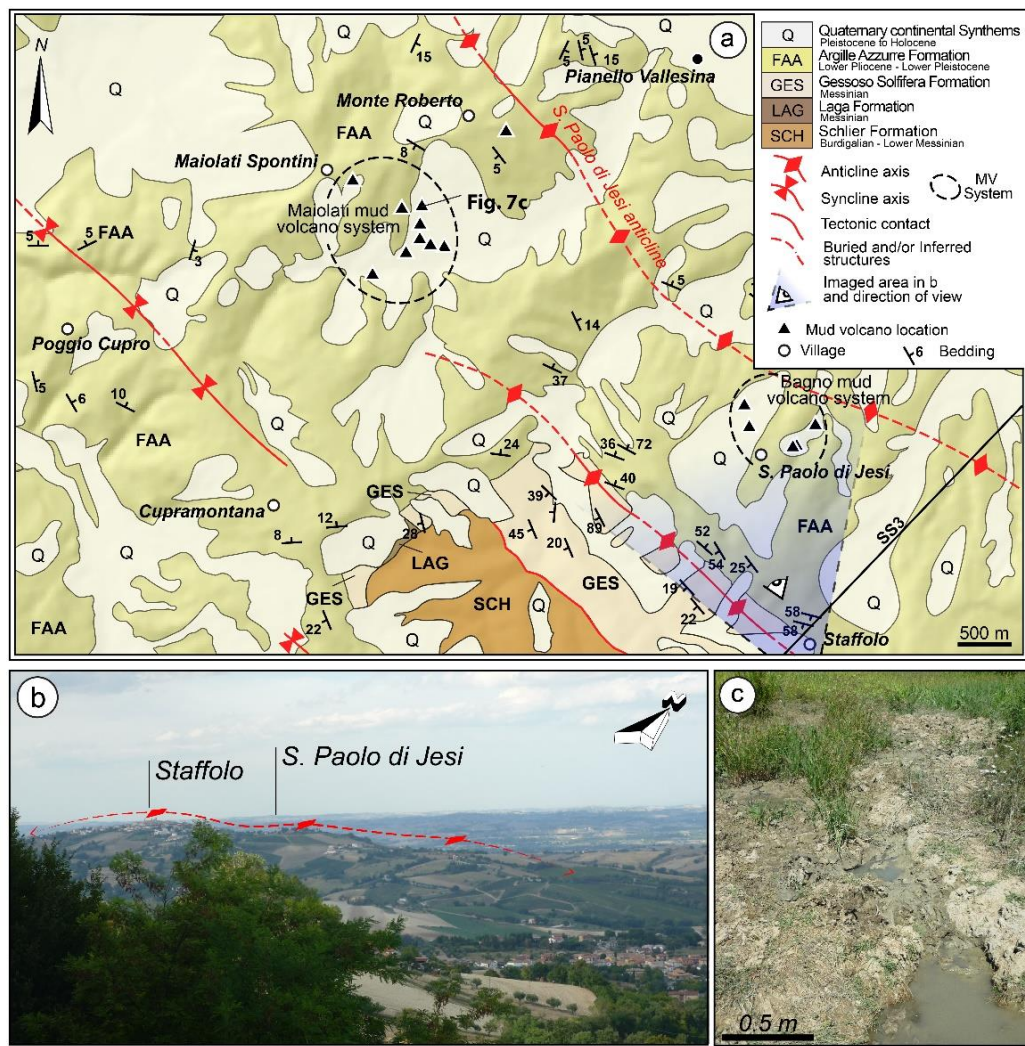 N
a
Q
Quaternary continental Synthems
Pleistocene to Holocene
FAA
Argille Azzurre Formation
Lower Pliocene - Lower Pleistocene
GES
Gessoso Solfifera Formation
Messinian
LAG
Laga Formation
Messinian
SCH
Schlier Formation
Burdigalian - Lower Messinian
Anticline axis
Syncline axis
MV
System
Tectonic contact
Buried and/or Inferred
structures
Imaged area in b
and direction of view
Mud volcano location
Village
6 Bedding
Q
Q
Q
Q
15
5
5
15
Pianello Vallesina
Monte Roberto
Q
FAA
8
5
Maiolati Spontini
S. Paolo di Jesi anticline
Fig. 7c
Maiolati mud
volcano system
Q
5
5
FAA
3
Q
5
Q
14
Poggio Cupro
Q
37
Bagno mud
volcano system
5
6
10
Q
Q
Q
FAA
24
36
72
Q
S. Paolo di Jesi
Q
GES
39
40
Cupramontana
12
Q
28
45
89
52
FAA
SS3
8
LAG
20
54
25
Q
Q
Q
GES
GES
SCH
Q
19
Q
FAA
22
Q
22
58
58
Staffolo
500 m
b
N
Staffolo
S. Paolo di Jesi
c
0.5 m